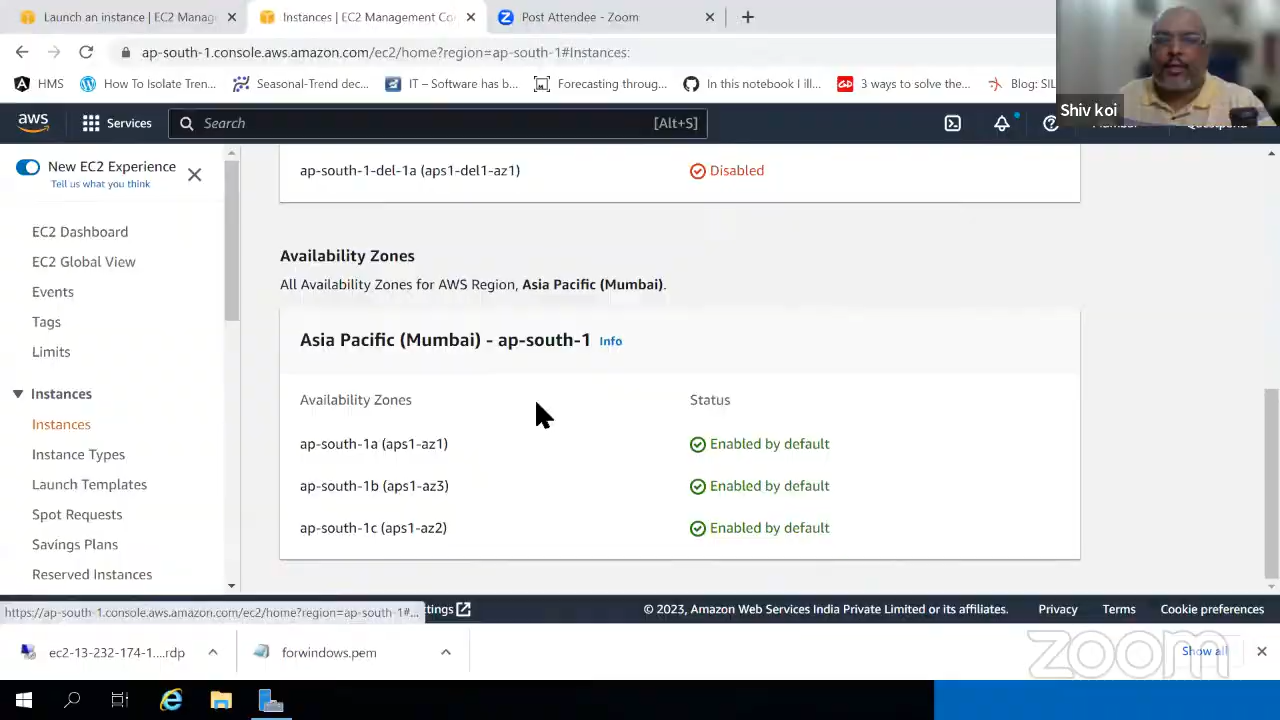 Launch an instance | EC2 Manag
Instances | EC2 Management Co
Post Attendee - Zoom
ap-south-1.console.aws.amazon.com/ec2/home?region=ap-south-1#Instances:
HMS
How To Isolate Tren...
Seasonal-Trend dec...
IT – Software has b...
Forecasting throug...
In this notebook I ill...
3 ways to solve the...
Blog: SIL
Shiv koi
aws
Services
Search
[Alt+S]
New EC2 Experience
Tell us what you think
EC2 Dashboard
EC2 Global View
Events
Tags
Limits
Instances
Instances
Instance Types
Launch Templates
Spot Requests
Savings Plans
Reserved Instances
ap-south-1-del-1a (aps1-del1-az1)
Disabled
Availability Zones
All Availability Zones for AWS Region, Asia Pacific (Mumbai).
Asia Pacific (Mumbai) - ap-south-1 Info
Availability Zones
Status
ap-south-1a (aps1-az1)
Enabled by default
ap-south-1b (aps1-az3)
Enabled by default
ap-south-1c (aps1-az2)
Enabled by default
https://ap-south-1.console.aws.amazon.com/ec2/home?region=ap-south-1#...
© 2023, Amazon Web Services India Private Limited or its affiliates.
Privacy
Terms
Cookie preferences
ec2-13-232-174-1....rdp
forwindows.pem
Show all
zoom